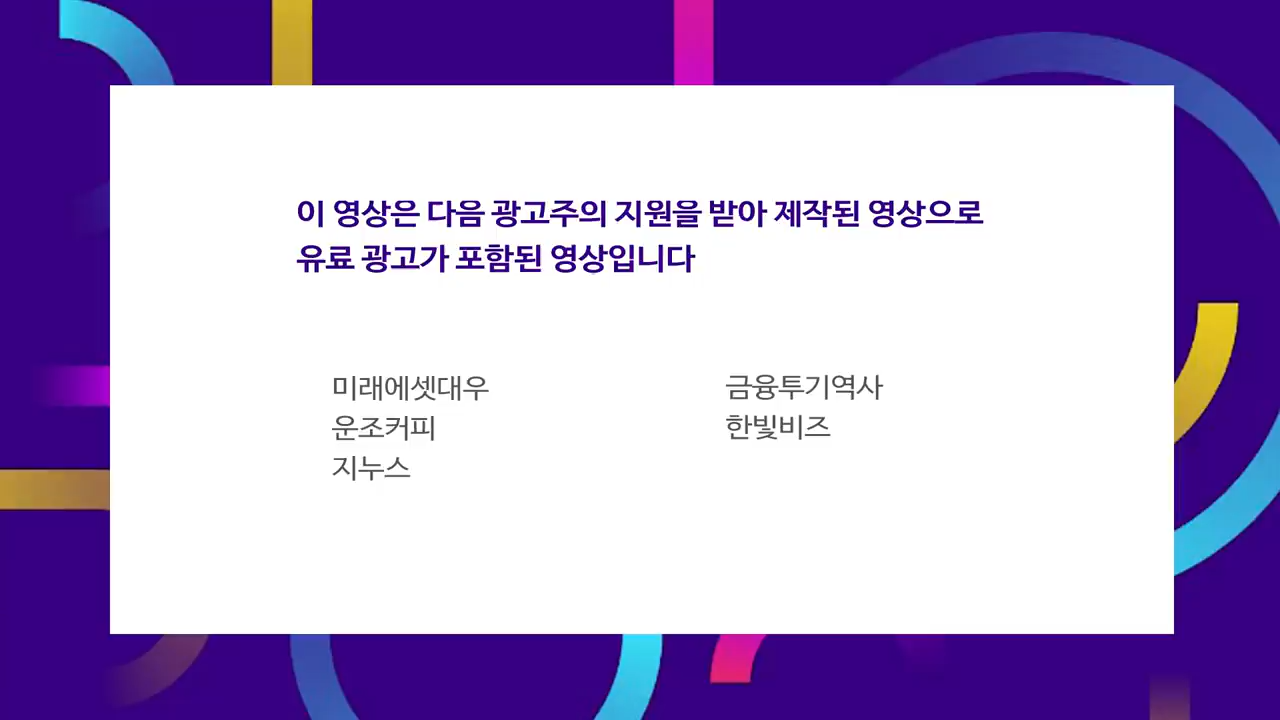 이 영상은 다음 광고주의 지원을 받아 제작된 영상으로
유료 광고가 포함된 영상입니다
미래에셋대우
운조커피
지누스
금융투기역사
한빛비즈